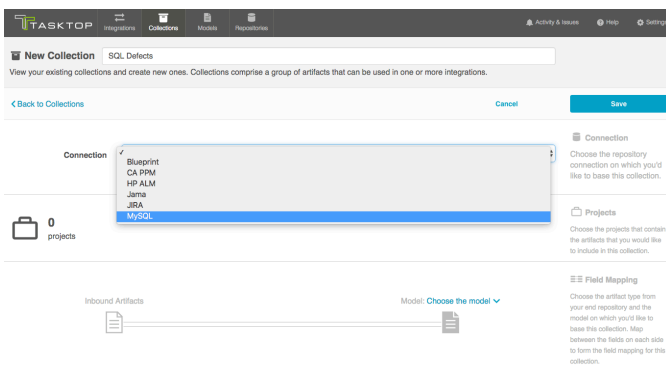 TASKTOP
Integrations
Collections
Models
Repositories
Activity & Issues
Help
Settings
New Collection
SQL Defects
View your existing collections and create new ones. Collections comprise a group of artifacts that can be used in one or more integrations.
Back to Collections
Cancel
Save
Connection
Blueprint
CA PPM
HP ALM
Jama
JIRA
MySQL
Connection
Choose the repository
connection on which you'd
like to base this collection.
0
projects
Projects
Choose the projects that contain
the artifacts that you would like
to include in this collection.
Inbound Artifacts
Model: Choose the model
Field Mapping
Choose the artifact type from
your end repository and the
model on which you'd like to
base this collection. Map
between the fields on each side
to form the field mapping for this
collection.